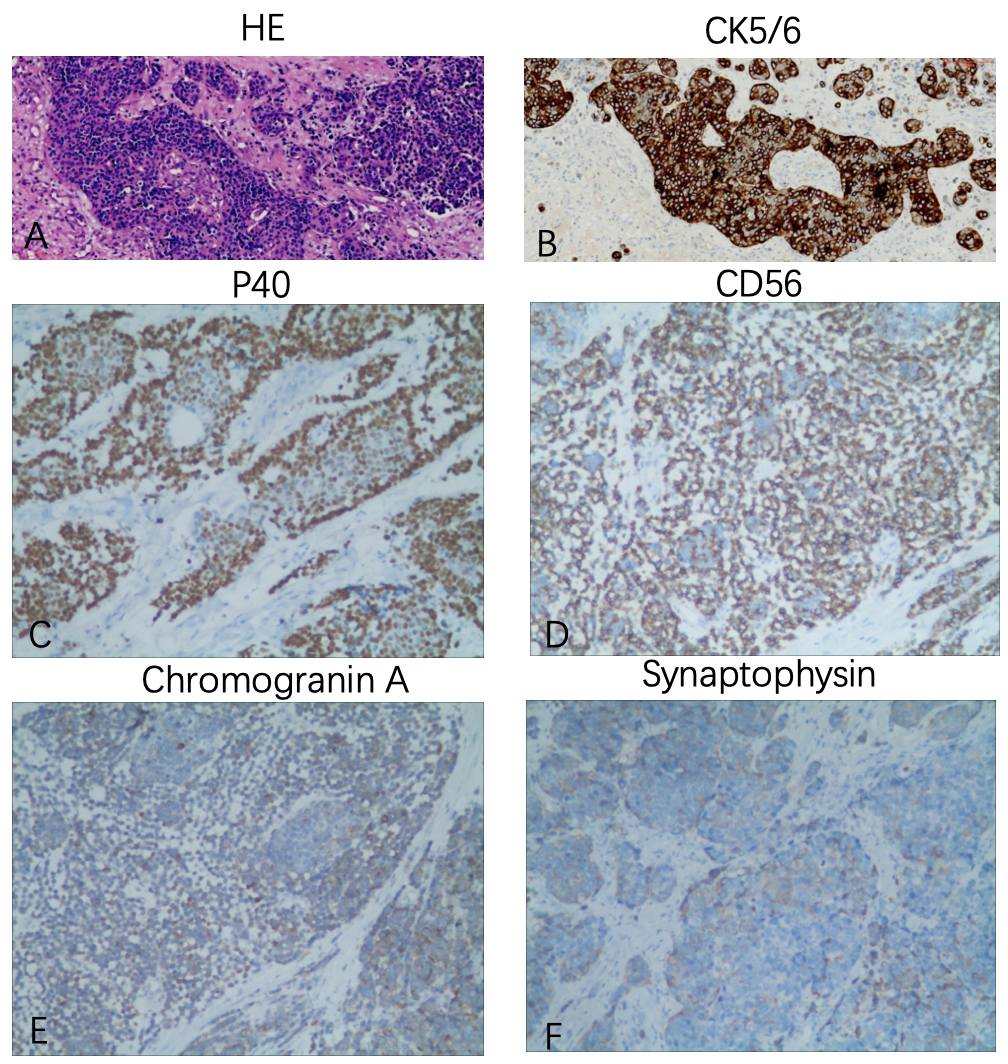 HE
CK5/6
A
B
P40
CD56
C
D
Chromogranin A
Synaptophysin
E
F